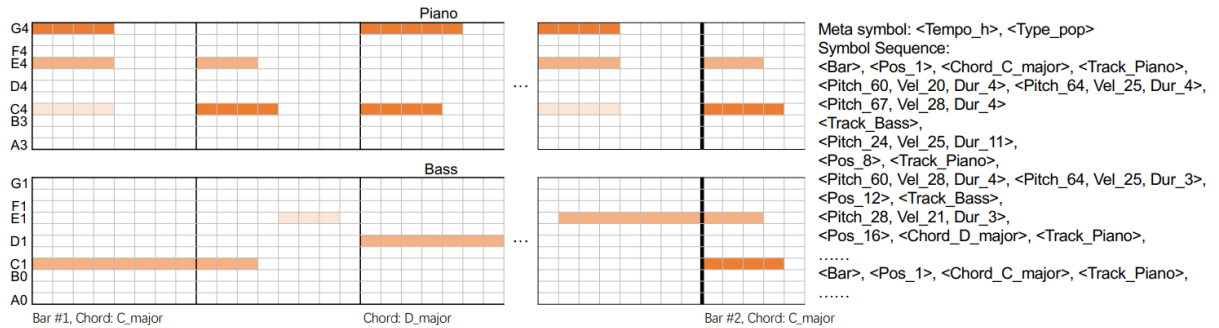 Piano
G4
F4
E4
D4
C4
B3
A3
...
Bass
G1
F1
E1
D1
C1
B0
A0
...
Bar #1, Chord: C_major
Chord: D_major
Bar #2, Chord: C_major
Meta symbol: <Tempo_h>, <Type_pop>
Symbol Sequence:
<Bar>, <Pos_1>, <Chord_C_major>, <Track_Piano>,
<Pitch_60, Vel_20, Dur_4>, <Pitch_64, Vel_25, Dur_4>,
<Pitch_67, Vel_28, Dur_4>
<Track_Bass>,
<Pitch_24, Vel_25, Dur_11>,
<Pos_8>, <Track_Piano>,
<Pitch_60, Vel_28, Dur_4>, <Pitch_64, Vel_25, Dur_3>,
<Pos_12>, <Track_Bass>,
<Pitch_28, Vel_21, Dur_3>,
<Pos_16>, <Chord_D_major>, <Track_Piano>,
......
<Bar>, <Pos_1>, <Chord_C_major>, <Track_Piano>,
......